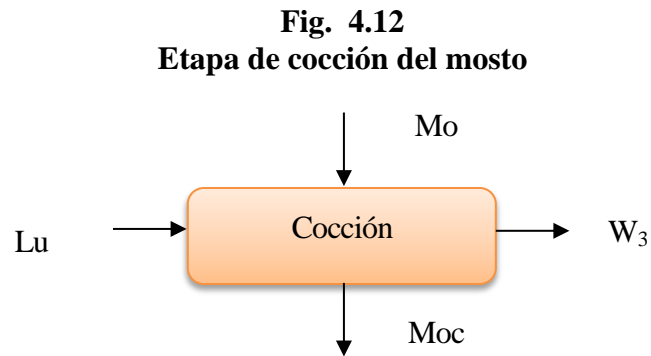 Fig. 4.12
Etapa de cocción del mosto
Mo
Lu
Cocción
W₃
Moc